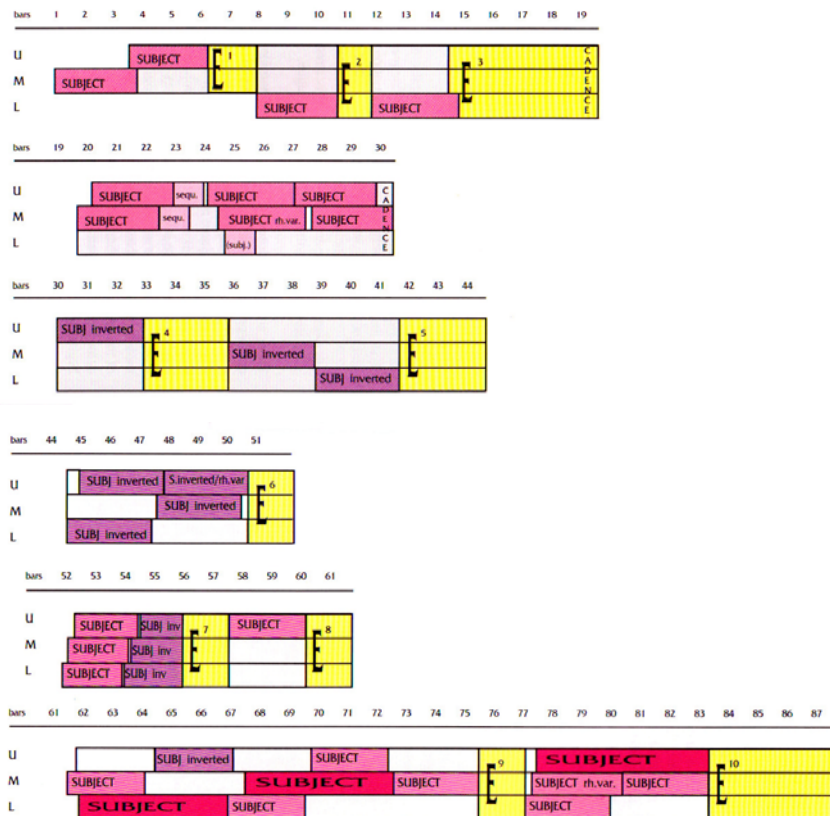 bars 1 2 3 4 5 6 7 8 9 10 11 12 13 14 15 16 17 18 19
U SUBJECT E 1 E 2 E 3 CADENCE
M SUBJECT
L SUBJECT SUBJECT
bars 19 20 21 22 23 24 25 26 27 28 29 30
U SUBJECT sequ. SUBJECT SUBJECT CADENCE
M SUBJECT sequ. SUBJECT rh.var. SUBJECT
L (subj.)
bars 30 31 32 33 34 35 36 37 38 39 40 41 42 43 44
U SUBJ inverted E 4 E 5
M SUBJ inverted
L SUBJ inverted
bars 44 45 46 47 48 49 50 51
U SUBJ inverted S.inverted/rh.var E 6
M SUBJ inverted
L SUBJ inverted
bars 52 53 54 55 56 57 58 59 60 61
U SUBJECT SUBJ inv E 7 SUBJECT E 8
M SUBJECT SUBJ inv
L SUBJECT SUBJ inv
bars 61 62 63 64 65 66 67 68 69 70 71 72 73 74 75 76 77 78 79 80 81 82 83 84 85 86 87
U SUBJ inverted SUBJECT E 9 SUBJECT E 10
M SUBJECT SUBJECT SUBJECT SUBJECT rh.var. SUBJECT
L SUBJECT SUBJECT SUBJECT